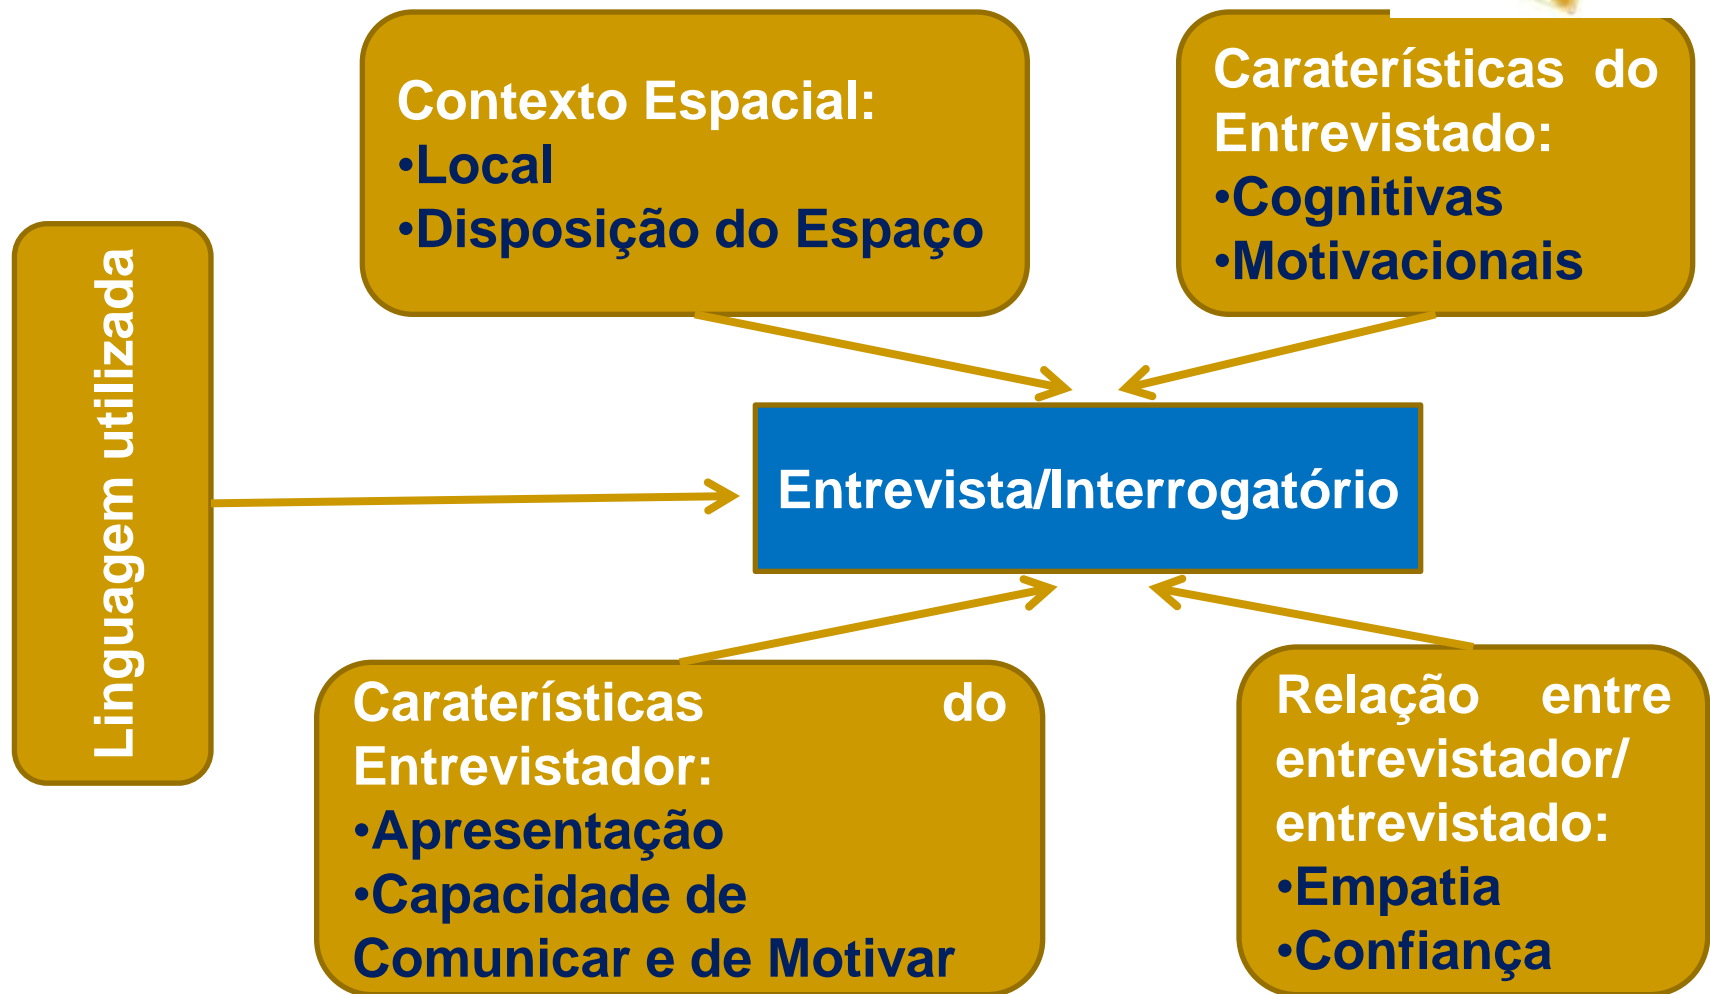 Contexto Espacial:
•Local
•Disposição do Espaço
Caraterísticas do
Entrevistado:
•Cognitivas
•Motivacionais
Linguagem utilizada
Entrevista/Interrogatório
Caraterísticas do
Entrevistador:
•Apresentação
•Capacidade de
Comunicar e de Motivar
Relação entre
entrevistador/
entrevistado:
•Empatia
•Confiança